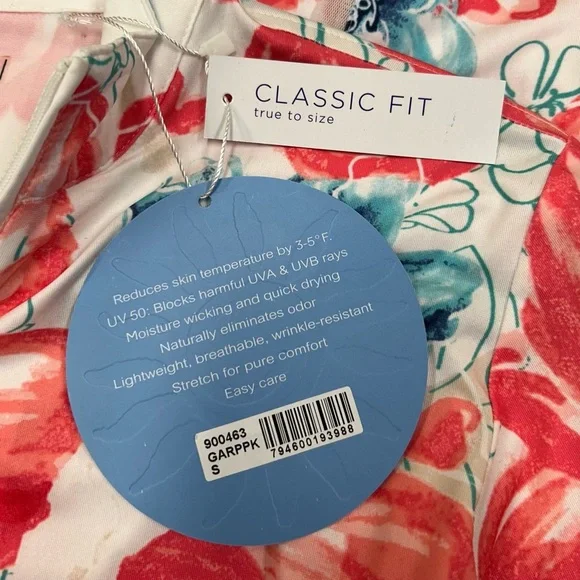 CLASSIC FIT
true to size
Reduces skin temperature by 3-5°F.
UV 50: Blocks harmful UVA & UVB rays
Moisture wicking and quick drying
Naturally eliminates odor
Lightweight, breathable, wrinkle-resistant
Stretch for pure comfort
Easy care
900463
GARPPK
S
794600193988